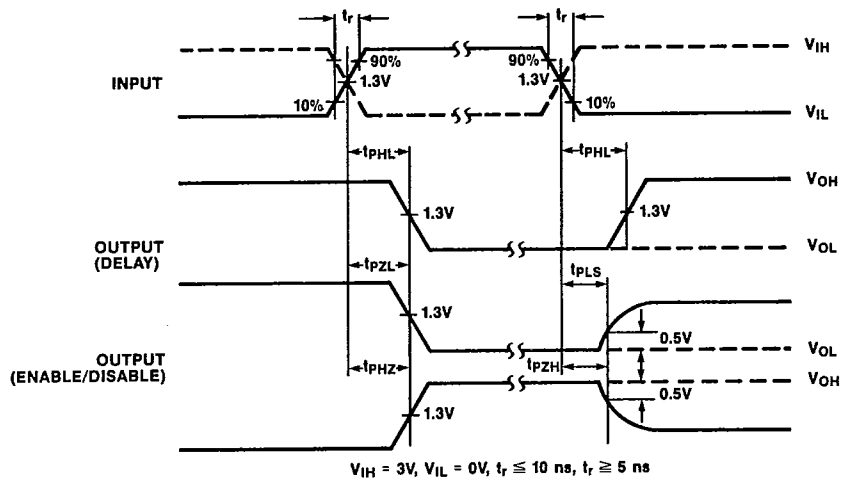 tr
tr
VIH
90%
90%
INPUT
1.3V
1.3V
10%
10%
VIL
tPHL
tPHL
VOH
1.3V
1.3V
OUTPUT
(DELAY)
VOL
tPZL
tPLS
1.3V
0.5V
OUTPUT
(ENABLE/DISABLE)
VOL
tPHZ
tPZH
VOH
0.5V
1.3V
VIH = 3V, VIL = 0V, tr ≦ 10 ns, tr ≧ 5 ns